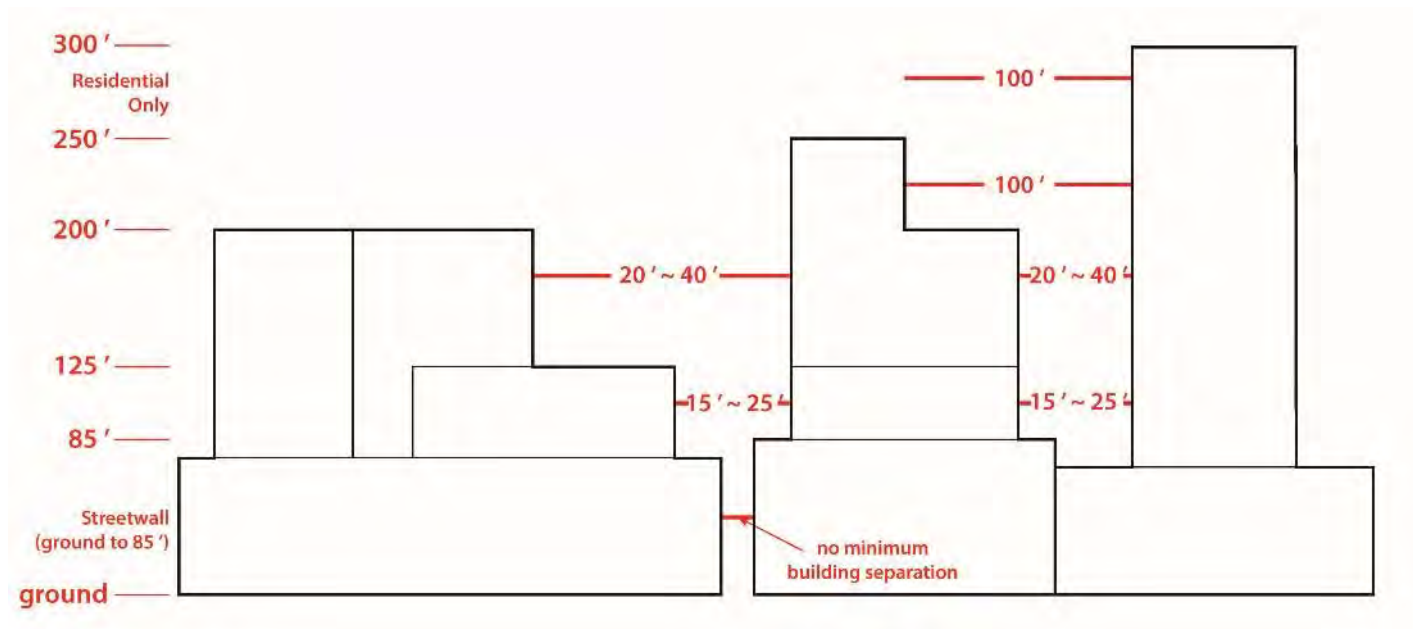 300 ′
Residential
Only
250 ′
200 ′
125 ′
85 ′
Streetwall
(ground to 85 ′)
ground
100 ′
100 ′
20 ′ ~ 40 ′
20 ′ ~ 40 ′
15 ′ ~ 25 ′
15 ′ ~ 25 ′
no minimum
building separation